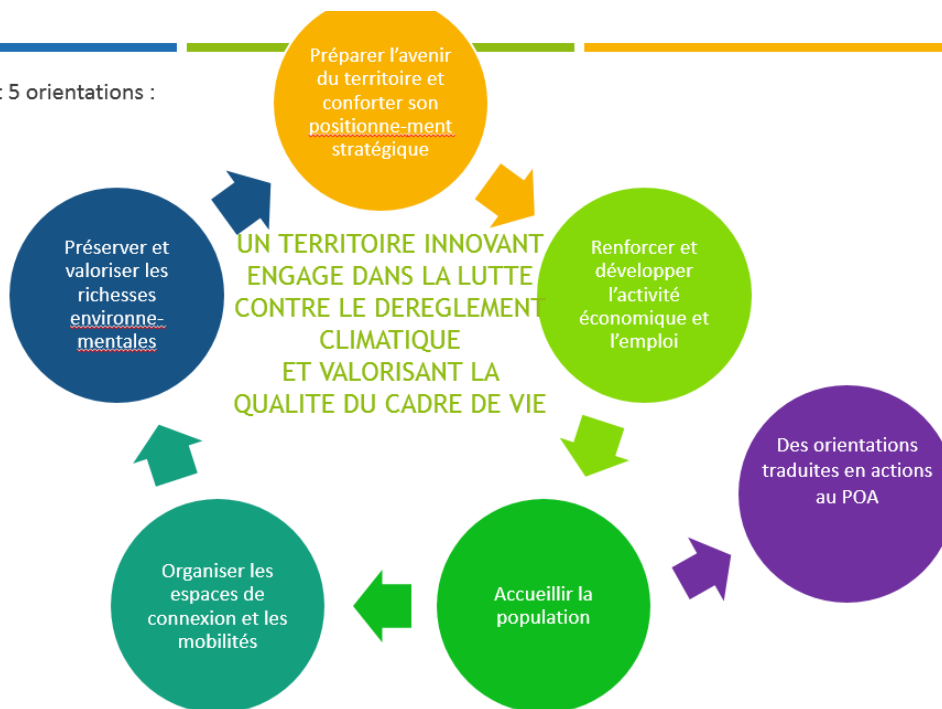 t 5 orientations :
Préparer l’avenir
du territoire et
conforter son
positionne-ment
stratégique
Préserver et
valoriser les
richesses
environne-
mentales
UN TERRITOIRE INNOVANT
ENGAGE DANS LA LUTTE
CONTRE LE DEREGLEMENT
CLIMATIQUE
ET VALORISANT LA
QUALITE DU CADRE DE VIE
Renforcer et
développer
l’activité
économique et
l’emploi
Des orientations
traduites en actions
au POA
Organiser les
espaces de
connexion et les
mobilités
Accueillir la
population